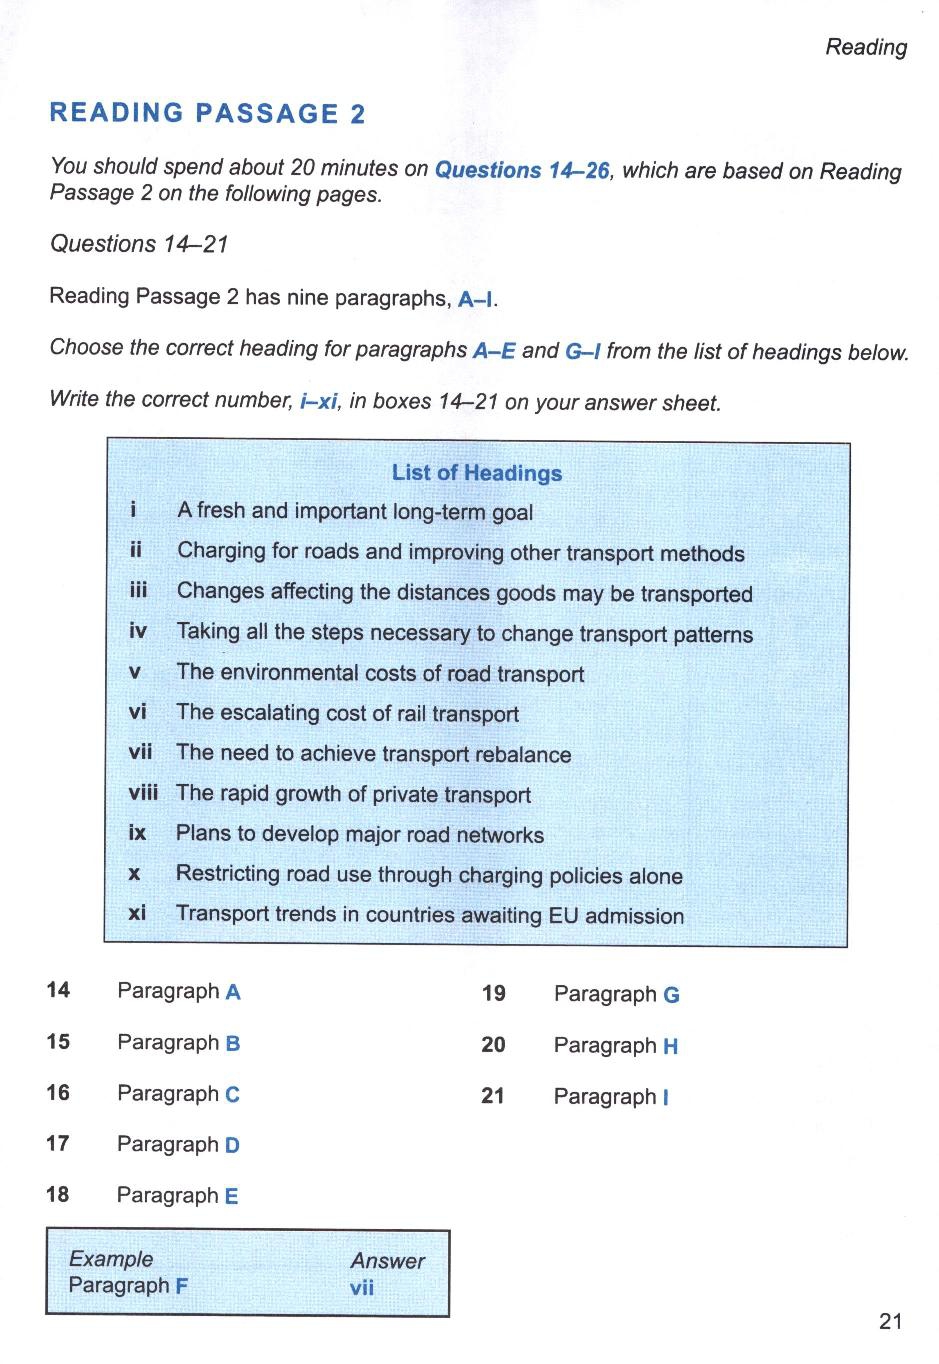 Reading
READING PASSAGE 2
You should spend about 20 minutes on Questions 14–26, which are based on Reading
Passage 2 on the following pages.
Questions 14–21
Reading Passage 2 has nine paragraphs, A–I.
Choose the correct heading for paragraphs A–E and G–I from the list of headings below.
Write the correct number, i–xi, in boxes 14–21 on your answer sheet.
List of Headings
i A fresh and important long-term goal
ii Charging for roads and improving other transport methods
iii Changes affecting the distances goods may be transported
iv Taking all the steps necessary to change transport patterns
v The environmental costs of road transport
vi The escalating cost of rail transport
vii The need to achieve transport rebalance
viii The rapid growth of private transport
ix Plans to develop major road networks
x Restricting road use through charging policies alone
xi Transport trends in countries awaiting EU admission
14 Paragraph A
15 Paragraph B
16 Paragraph C
17 Paragraph D
18 Paragraph E
19 Paragraph G
20 Paragraph H
21 Paragraph I
Example Answer
Paragraph F vii
21